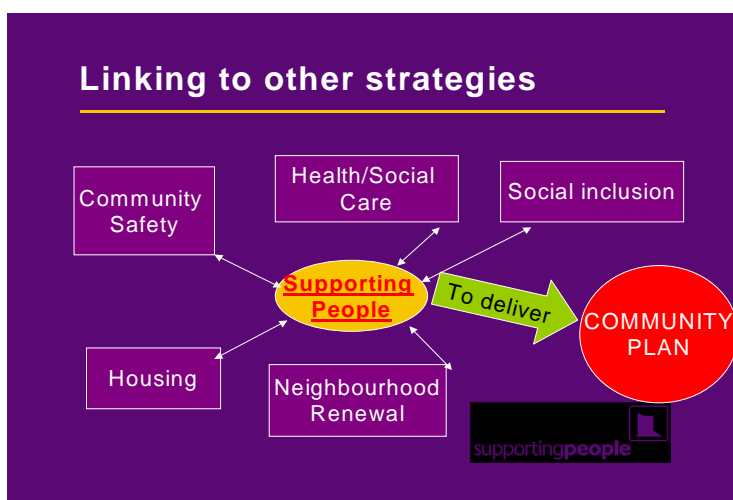 Linking to other strategies
Community
Safety
Health/Social
Care
Social inclusion
Supporting
People
To deliver
COMMUNITY
PLAN
Housing
Neighbourhood
Renewal
supportingpeople